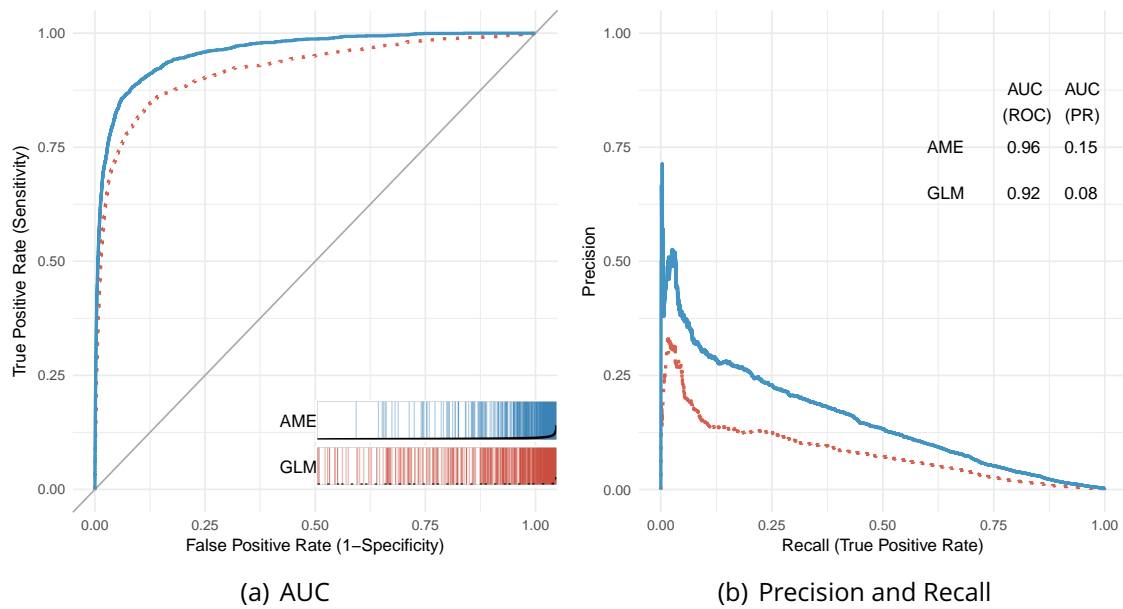 1.00
0.75
0.50
0.25
0.00
True Positive Rate (Sensitivity)
AME
GLM
0.00 0.25 0.50 0.75 1.00
False Positive Rate (1−Specificity)
(a) AUC
1.00
0.75
0.50
0.25
0.00
Precision
AUC AUC
(ROC) (PR)
AME 0.96 0.15
GLM 0.92 0.08
0.00 0.25 0.50 0.75 1.00
Recall (True Positive Rate)
(b) Precision and Recall